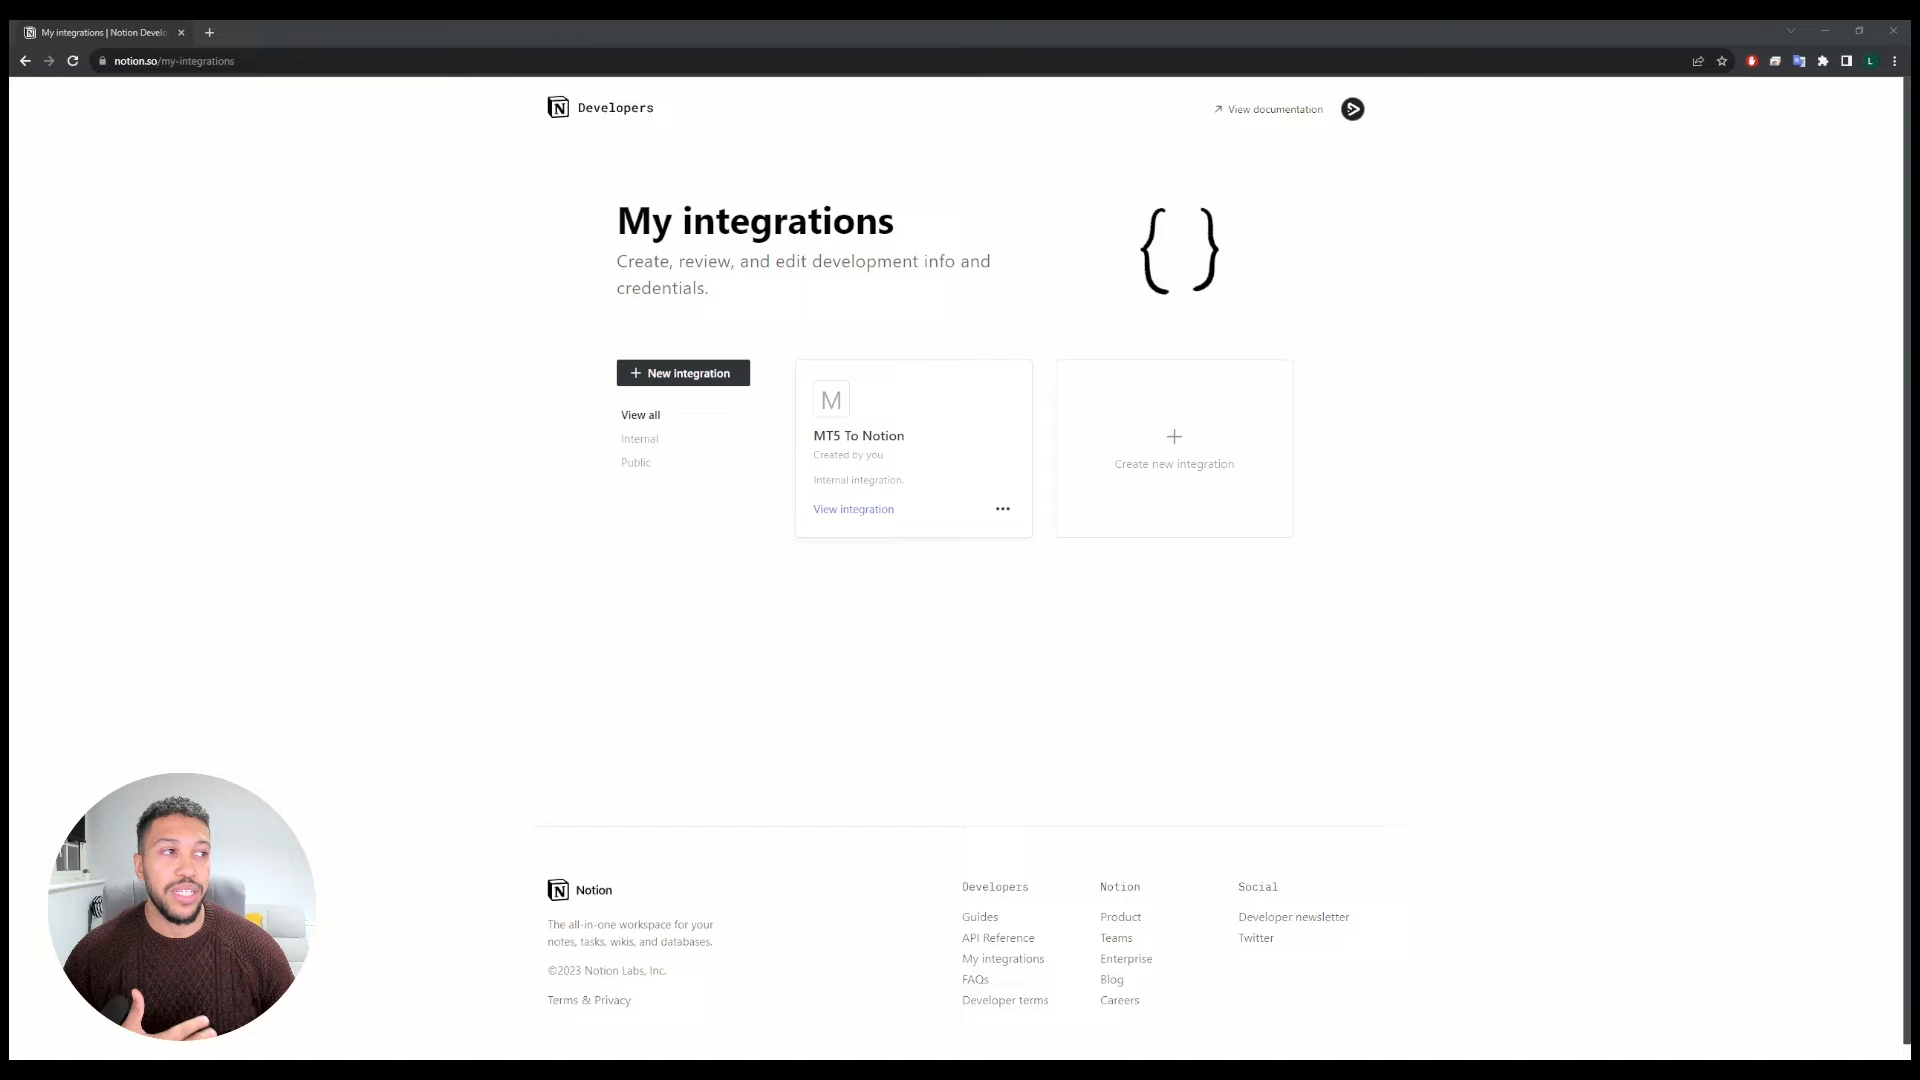 My integrations | Notion Develo
notion.so/my-integrations
L
Developers
View documentation
My integrations
Create, review, and edit development info and
credentials.
New integration
View all
Internal
Public
M
MT5 To Notion
Created by you
Internal integration.
View integration
Create new integration
Notion
The all-in-one workspace for your
notes, tasks, wikis, and databases.
©2023 Notion Labs, Inc.
Terms & Privacy
Developers
Guides
API Reference
My integrations
FAQs
Developer terms
Notion
Product
Teams
Enterprise
Blog
Careers
Social
Developer newsletter
Twitter